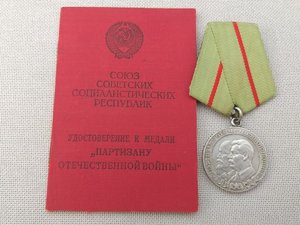 СОЮЗ
СОВЕТСКИХ
СОЦИАЛИСТИЧЕСКИХ
РЕСПУБЛИК
УДОСТОВЕРЕНИЕ К МЕДАЛИ
„ПАРТИЗАНУ
ОТЕЧЕСТВЕННОЙ ВОЙНЫ“